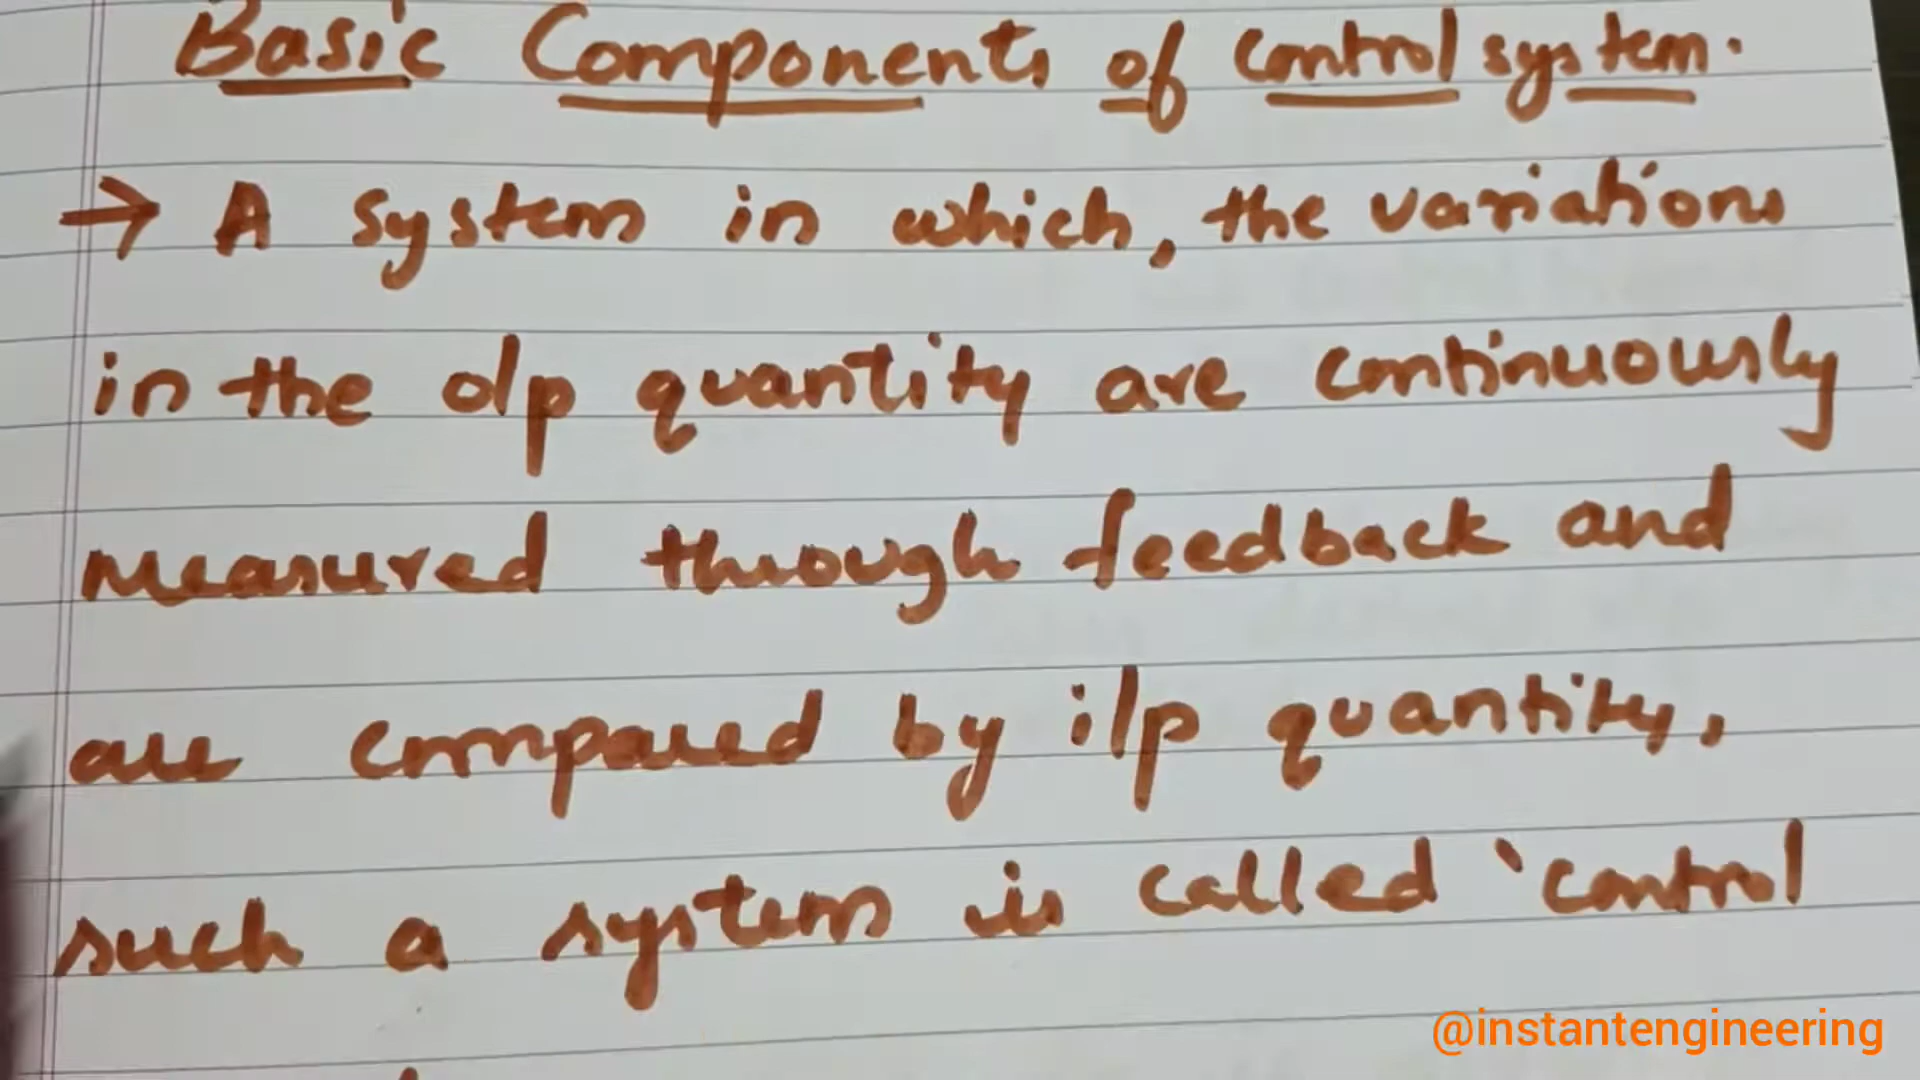 Basic Components of control system.
→ A system in which, the variations
in the o/p quantity are continuously
measured through feedback and
are compared by i/p quantity,
such a system is called 'control
@instantengineering